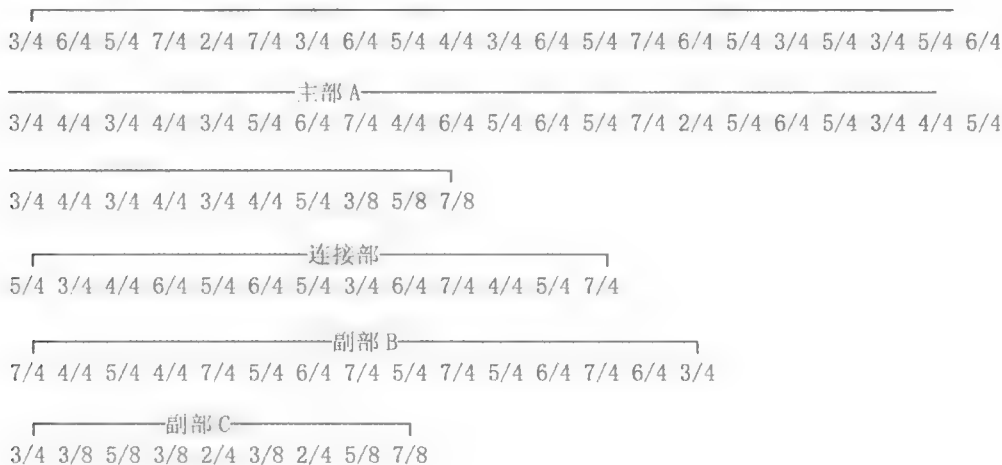 3/4 6/4 5/4 7/4 2/4 7/4 3/4 6/4 5/4 4/4 3/4 6/4 5/4 7/4 6/4 5/4 3/4 5/4 3/4 5/4 6/4
主部 A
3/4 4/4 3/4 4/4 3/4 5/4 6/4 7/4 4/4 6/4 5/4 6/4 5/4 7/4 2/4 5/4 6/4 5/4 3/4 4/4 5/4
3/4 4/4 3/4 4/4 3/4 4/4 5/4 3/8 5/8 7/8
连接部
5/4 3/4 4/4 6/4 5/4 6/4 5/4 3/4 6/4 7/4 4/4 5/4 7/4
副部 B
7/4 4/4 5/4 4/4 7/4 5/4 6/4 7/4 5/4 7/4 5/4 6/4 7/4 6/4 3/4
副部 C
3/4 3/8 5/8 3/8 2/4 3/8 2/4 5/8 7/8